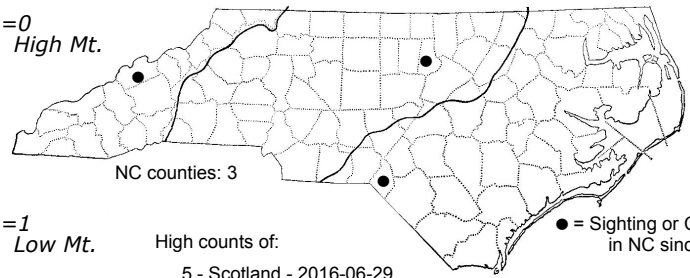 =0
High Mt.
NC counties: 3
=1
Low Mt.
High counts of:
5 - Scotland - 2016-06-29
● = Sighting or
in NC